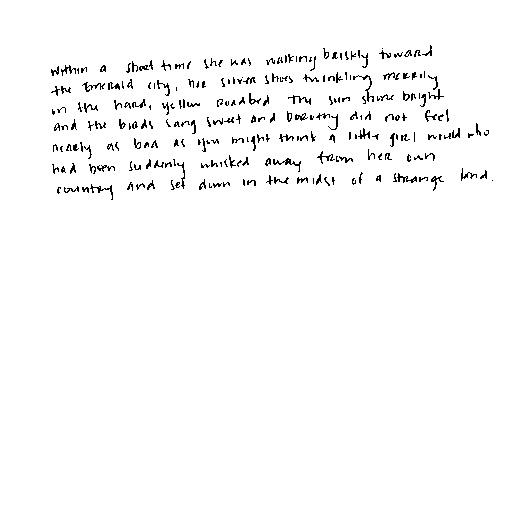 Within a short time she was walking briskly toward
the Emerald City, her silver shoes twinkling merrily
on the hard, yellow roadbed The sun shone bright
and the birds sang sweet and Dorothy did not feel
nearly as bad as you might think a little girl would who
had been suddenly whisked away from her own
country and set down in the midst of a strange land.